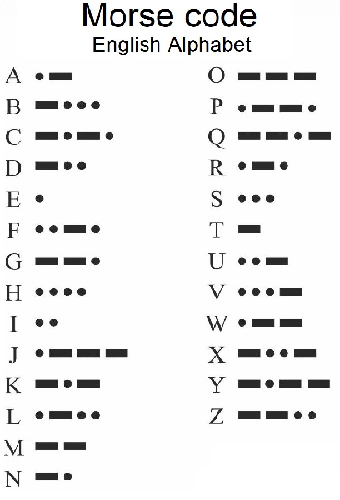 Morse code
English Alphabet
A •—
B —•••
C —•—•
D —••
E •
F ••—•
G ——•
H ••••
I ••
J •———
K —•—
L •—••
M ——
N —•
O ———
P •——•
Q ——•—
R •—•
S •••
T —
U ••—
V •••—
W •——
X —••—
Y —•——
Z ——••